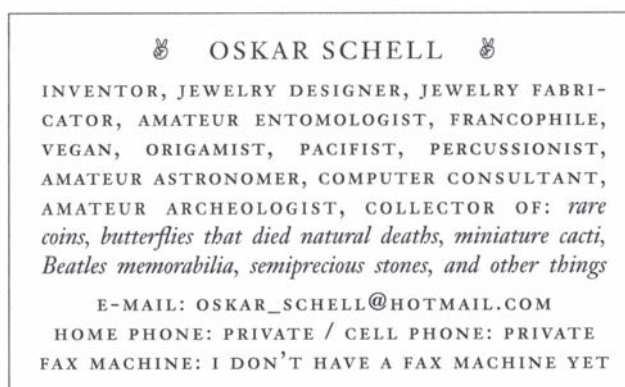 ✌ OSKAR SCHELL ✌
INVENTOR, JEWELRY DESIGNER, JEWELRY FABRI-
CATOR, AMATEUR ENTOMOLOGIST, FRANCOPHILE,
VEGAN, ORIGAMIST, PACIFIST, PERCUSSIONIST,
AMATEUR ASTRONOMER, COMPUTER CONSULTANT,
AMATEUR ARCHEOLOGIST, COLLECTOR OF: rare
coins, butterflies that died natural deaths, miniature cacti,
Beatles memorabilia, semiprecious stones, and other things
E-MAIL: OSKAR_SCHELL@HOTMAIL.COM
HOME PHONE: PRIVATE / CELL PHONE: PRIVATE
FAX MACHINE: I DON'T HAVE A FAX MACHINE YET